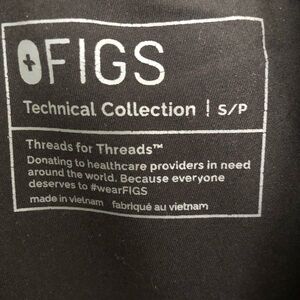 FIGS
Technical Collection | S/P
Threads for Threads™
Donating to healthcare providers in need
around the world. Because everyone
deserves to #wearFIGS
made in vietnam fabriqué au vietnam